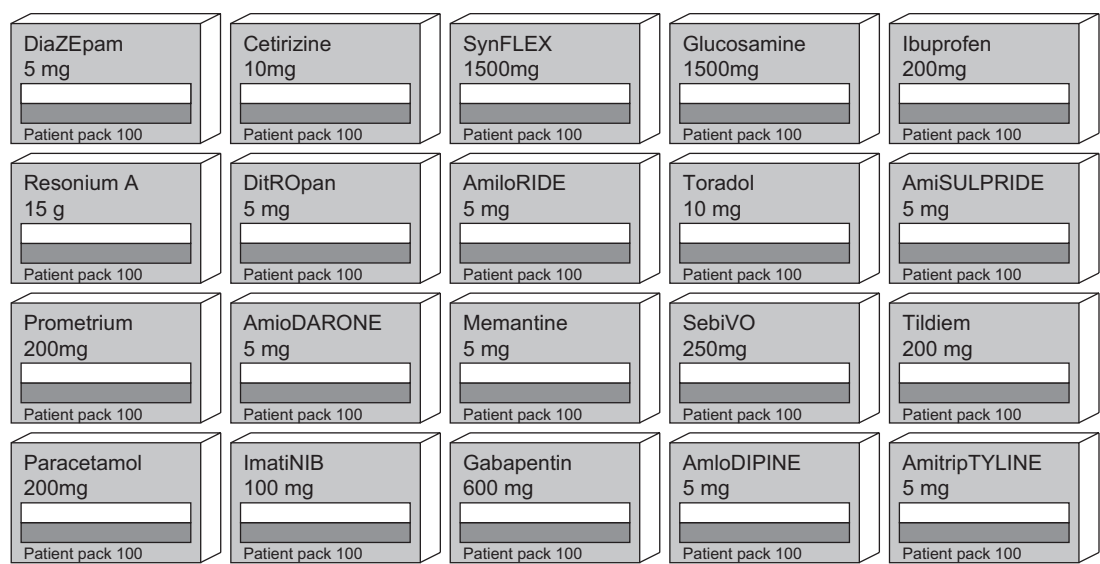 DiaZEpam
5 mg
Patient pack 100
Cetirizine
10mg
Patient pack 100
SynFLEX
1500mg
Patient pack 100
Glucosamine
1500mg
Patient pack 100
Ibuprofen
200mg
Patient pack 100
Resonium A
15 g
Patient pack 100
DitROpan
5 mg
Patient pack 100
AmiloRIDE
5 mg
Patient pack 100
Toradol
10 mg
Patient pack 100
AmiSULPRIDE
5 mg
Patient pack 100
Prometrium
200mg
Patient pack 100
AmioDARONE
5 mg
Patient pack 100
Memantine
5 mg
Patient pack 100
SebiVO
250mg
Patient pack 100
Tildiem
200 mg
Patient pack 100
Paracetamol
200mg
Patient pack 100
ImatiNIB
100 mg
Patient pack 100
Gabapentin
600 mg
Patient pack 100
AmloDIPINE
5 mg
Patient pack 100
AmitripTYLINE
5 mg
Patient pack 100